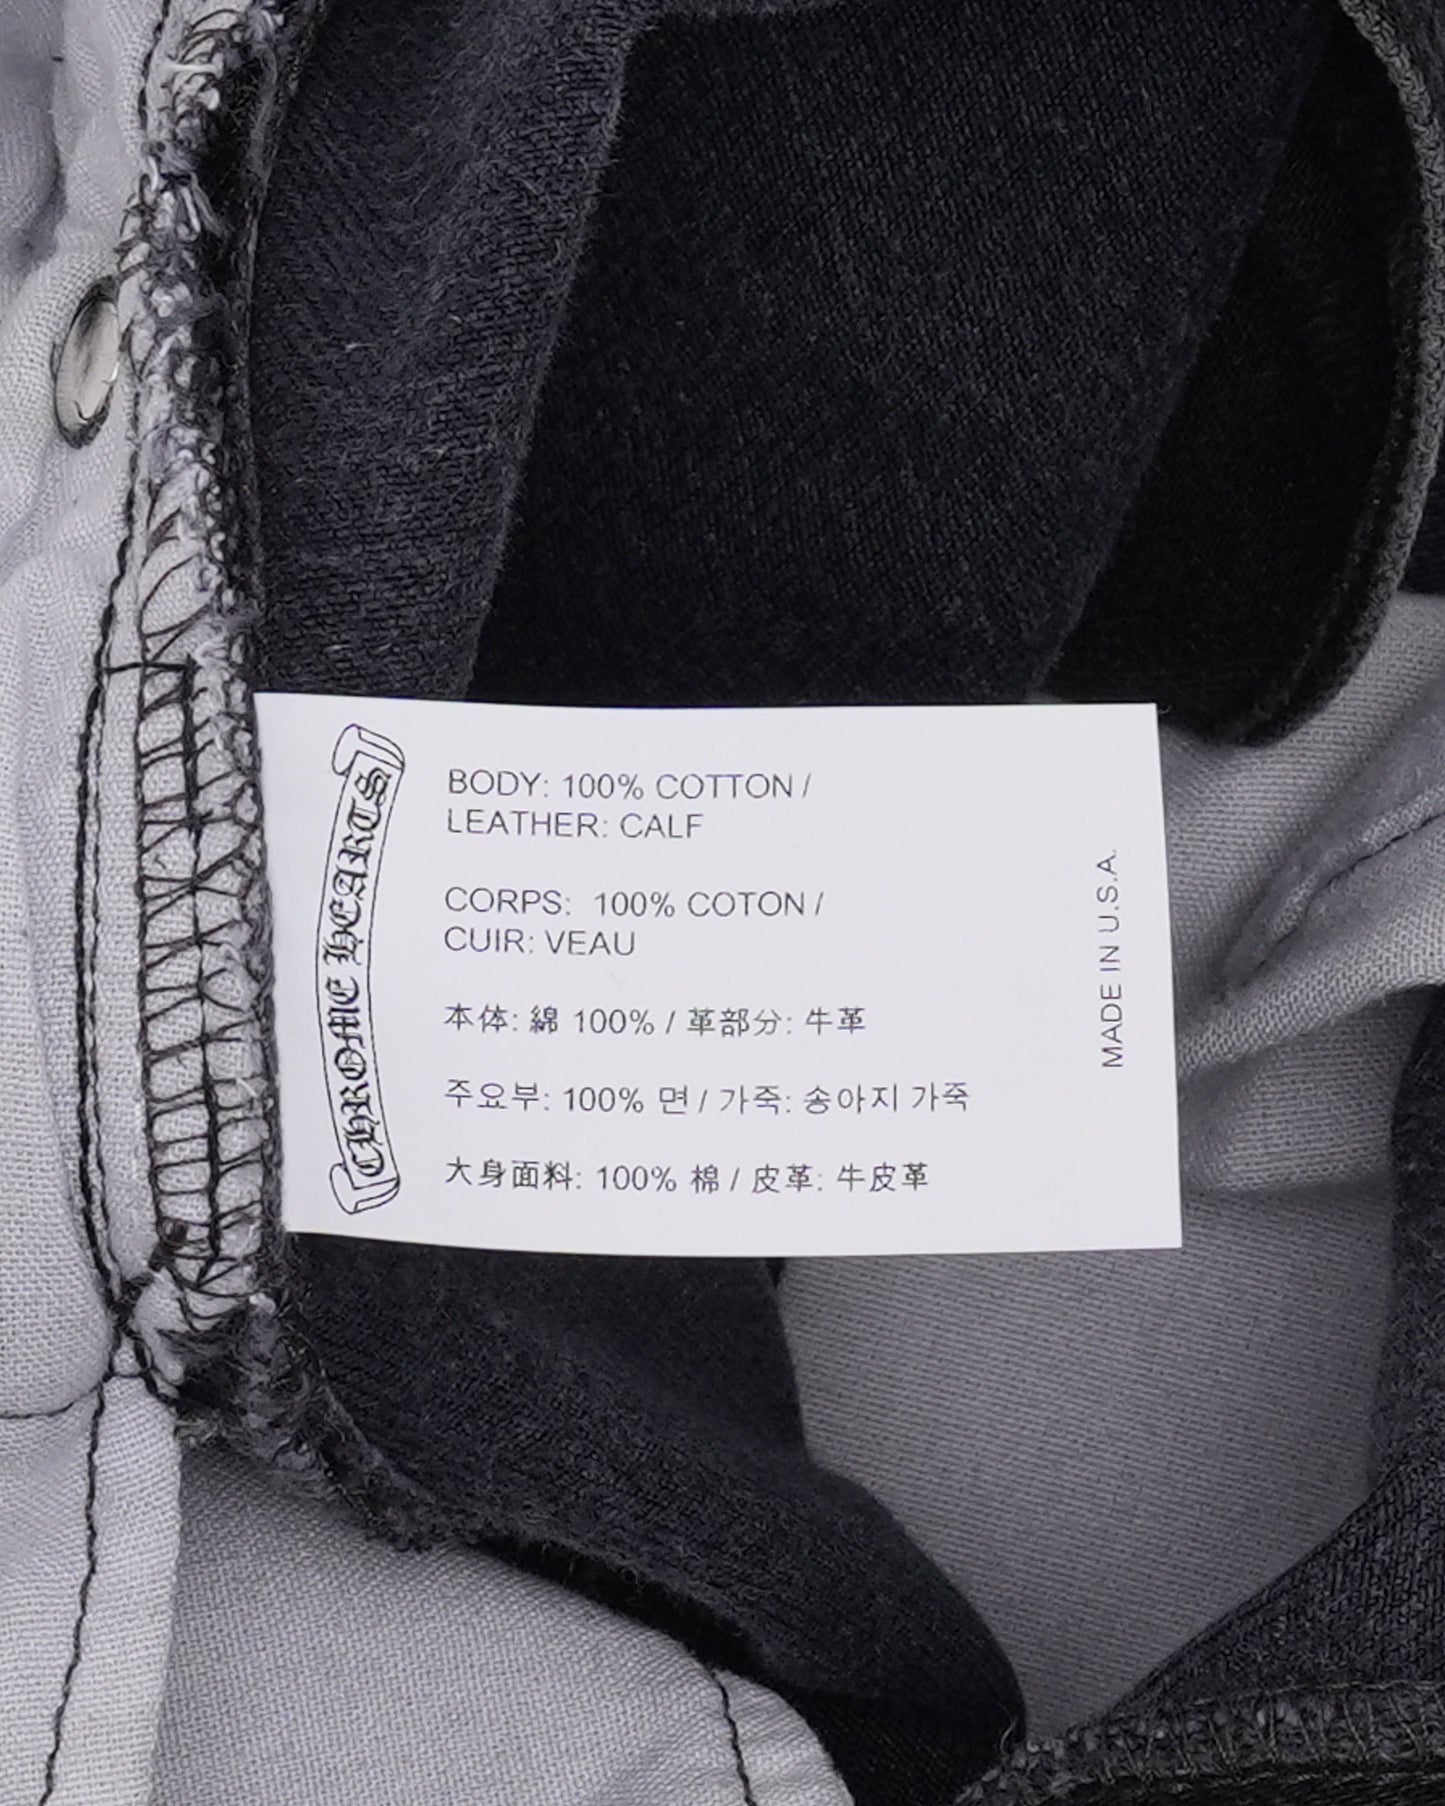 CHROME HEARTS
BODY: 100% COTTON /
LEATHER: CALF
CORPS: 100% COTON /
CUIR: VEAU
本体: 綿 100% / 革部分: 牛革
주요부: 100% 면 / 가죽: 송아지 가죽
大身面料: 100% 棉 / 皮革: 牛皮革
MADE IN U.S.A.